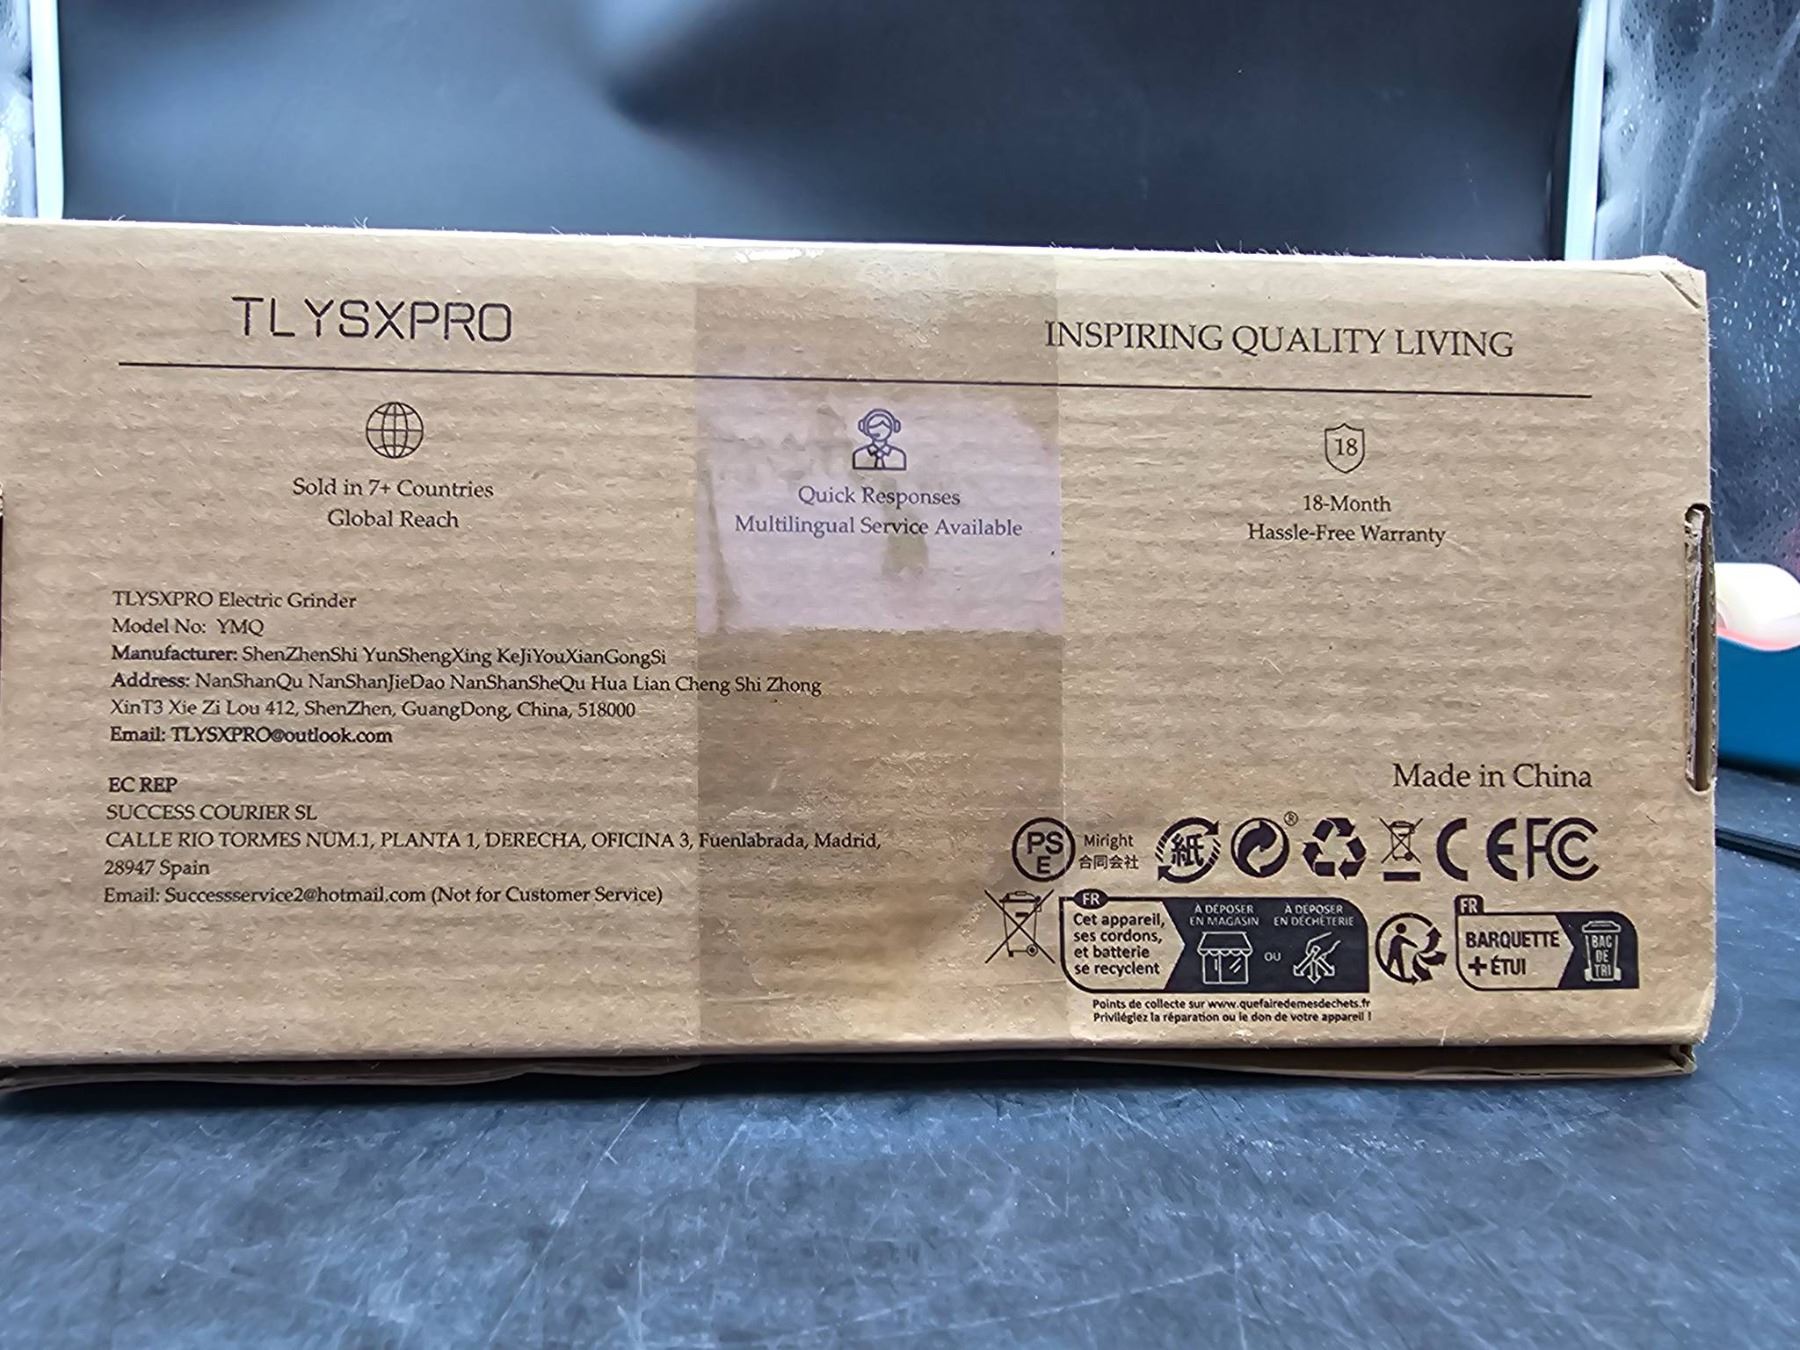 TLYSXPRO
INSPIRING QUALITY LIVING
Sold in 7+ Countries
Global Reach
Quick Responses
Multilingual Service Available
18
18-Month
Hassle-Free Warranty
TLYSXPRO Electric Grinder
Model No: YMQ
Manufacturer: ShenZhenShi YunShengXing KeJiYouXianGongSi
Address: NanShanQu NanShanJieDao NanShanSheQu Hua Lian Cheng Shi Zhong
XinT3 Xie Zi Lou 412, ShenZhen, GuangDong, China, 518000
Email: TLYSXPRO@outlook.com
EC REP
SUCCESS COURIER SL
CALLE RIO TORMES NUM.1, PLANTA 1, DERECHA, OFICINA 3, Fuenlabrada, Madrid,
28947 Spain
Email: Successservice2@hotmail.com (Not for Customer Service)
Made in China
PS
E
Miright
合同会社
紙
®
CE
FC
FR
Cet appareil,
ses cordons,
et batterie
se recyclent
À DÉPOSER
EN MAGASIN
OU
À DÉPOSER
EN DÉCHÈTERIE
Points de collecte sur www.quefairedemesdechets.fr
Privilégiez la réparation ou le don de votre appareil !
FR
BARQUETTE
+ ÉTUI
BAC
DE
TRI